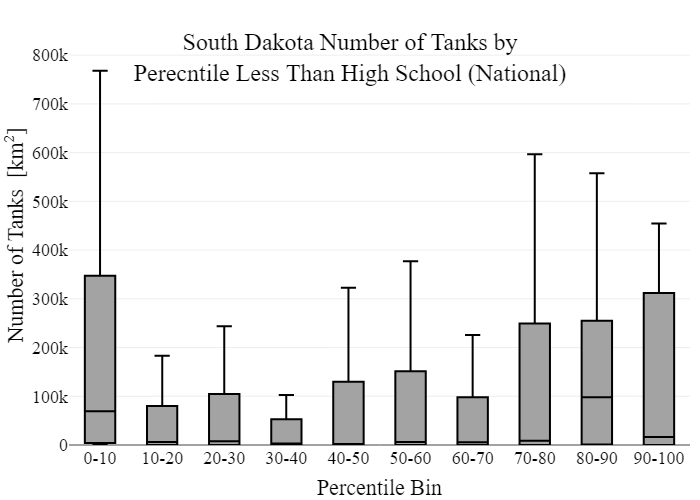 South Dakota Number of Tanks by
Perecntile Less Than High School (National)
Number of Tanks [km²]
800k
700k
600k
500k
400k
300k
200k
100k
0
0-10 10-20 20-30 30-40 40-50 50-60 60-70 70-80 80-90 90-100
Percentile Bin